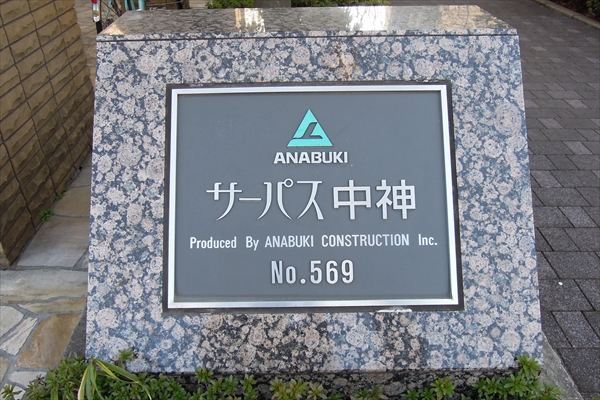 ANABUKI
サーパス中神
Produced By ANABUKI CONSTRUCTION Inc.
No.569